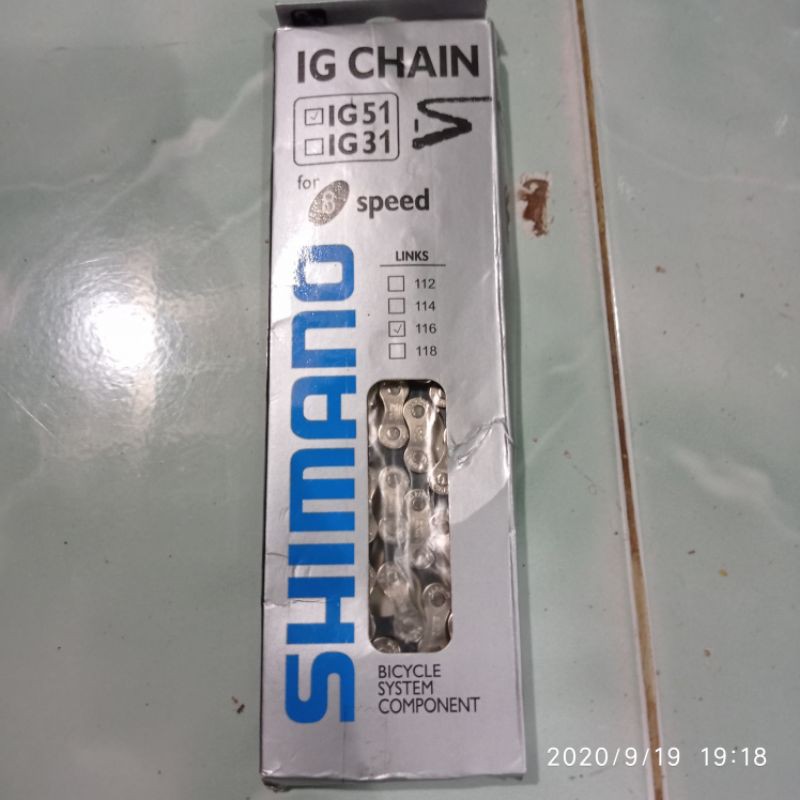 IG CHAIN
IG51
IG31
for 8 speed
LINKS
112
114
116
118
SHIMANO
BICYCLE
SYSTEM
COMPONENT
2020/9/19 19:18